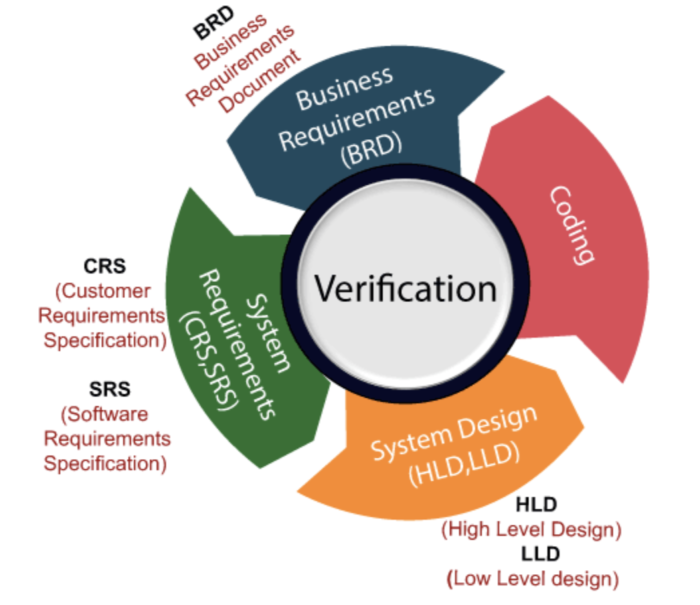 BRD
Business
Requirements
Document
Business
Requirements
(BRD)
Coding
Verification
CRS
(Customer
Requirements
Specification)
SRS
(Software
Requirements
Specification)
System
Requirements
(CRS,SRS)
System Design
(HLD,LLD)
HLD
(High Level Design)
LLD
(Low Level design)